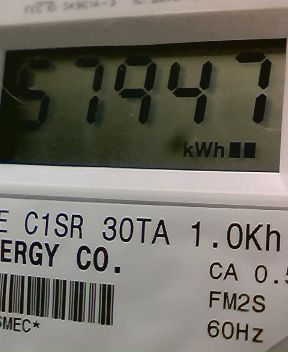 57947
kWh
E C1SR 30TA 1.0Kh
ERGY CO.
CA 0.5
FM2S
60Hz
SMEC*